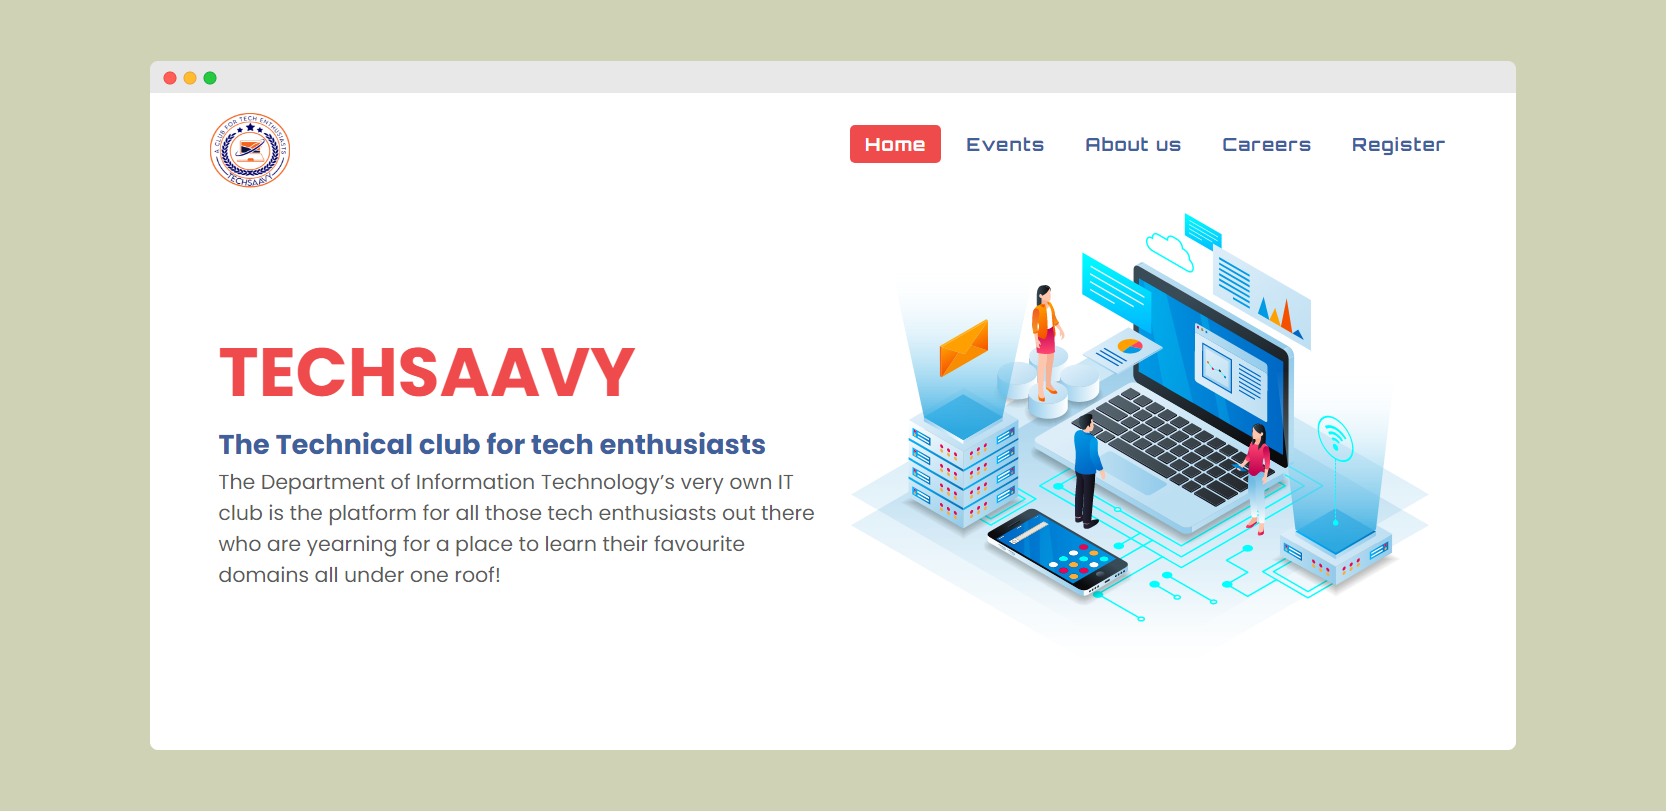 A CLUB FOR TECH ENTHUSIASTS
TECHSAAVY
Home Events About us Careers Register
TECHSAAVY
The Technical club for tech enthusiasts
The Department of Information Technology’s very own IT
club is the platform for all those tech enthusiasts out there
who are yearning for a place to learn their favourite
domains all under one roof!